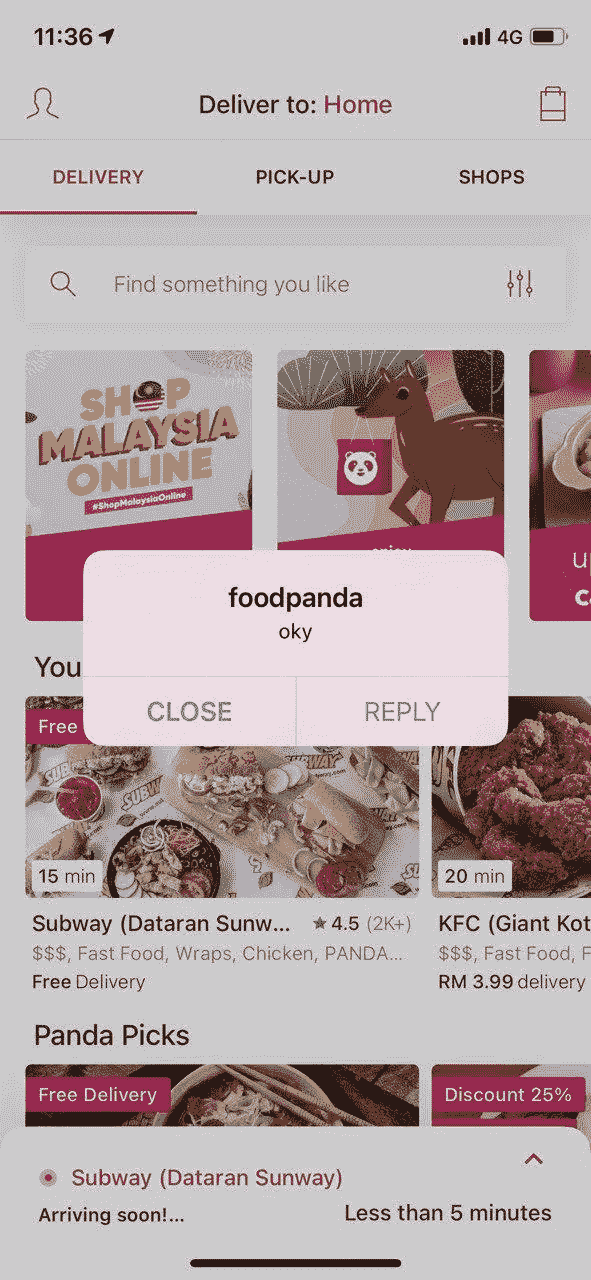 11:36
4G
Deliver to: Home
DELIVERY
PICK-UP
SHOPS
Find something you like
SHOP
MALAYSIA
ONLINE
#ShopMalaysiaOnline
enjoy
foodpanda
oky
CLOSE
REPLY
You
Free
15 min
20 min
Subway (Dataran Sunw... 4.5 (2K+)
$$$, Fast Food, Wraps, Chicken, PANDA...
Free Delivery
KFC (Giant Kot
$$$, Fast Food, F
RM 3.99 delivery
Panda Picks
Free Delivery
Discount 25%
Subway (Dataran Sunway)
Arriving soon!...
Less than 5 minutes